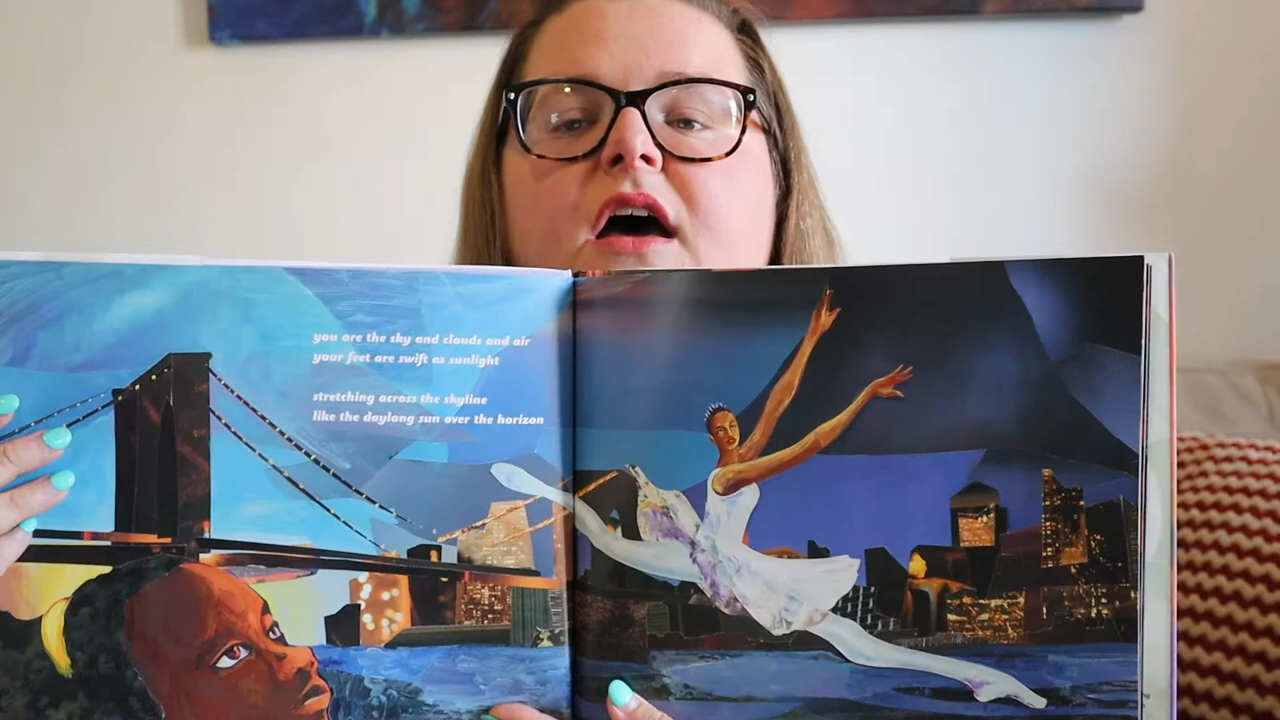 you are the sky and clouds and air
your feet are swift as sunlight
stretching across the skyline
like the daylong sun over the horizon